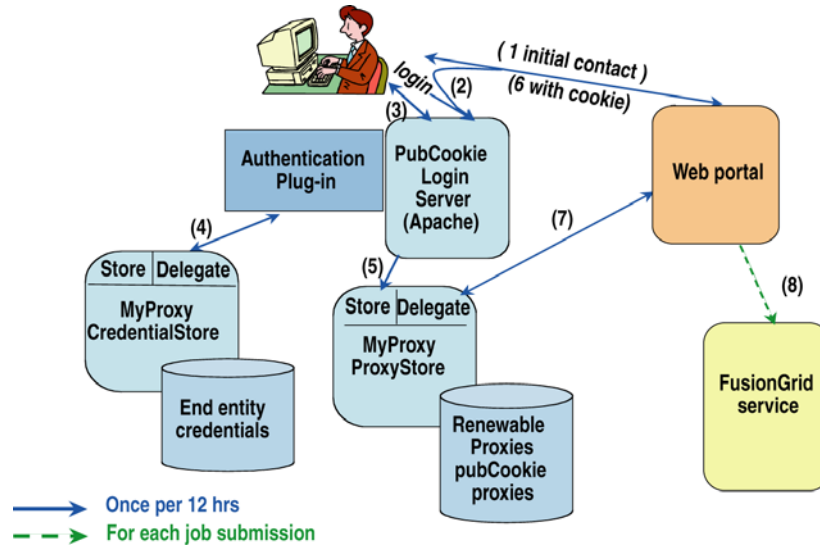 ( 1 initial contact )
(6 with cookie)
login
(2)
(3)
Authentication
Plug-in
PubCookie
Login
Server
(Apache)
Web portal
(4)
(5)
(7)
(8)
Store Delegate
MyProxy
CredentialStore
Store Delegate
MyProxy
ProxyStore
FusionGrid
service
End entity
credentials
Renewable
Proxies
pubCookie
proxies
Once per 12 hrs
For each job submission